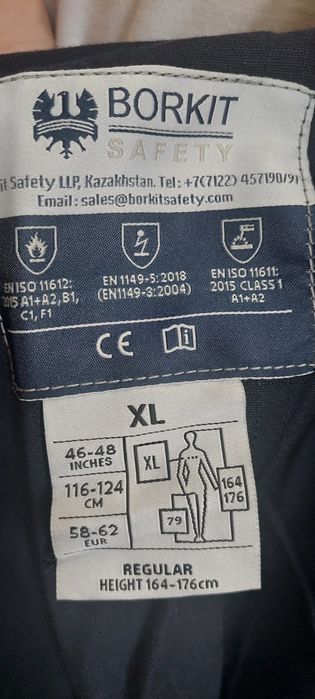 BORKIT
SAFETY
it Safety LLP, Kazakhstan. Tel: +7(7122) 457190/91
Email: sales@borkitsafety.com
EN ISO 11612:
2015 A1+A2, B1,
C1, F1
EN 1149-5:2018
(EN1149-3:2004)
EN ISO 11611:
2015 CLASS 1
A1+A2
CE
i
XL
46-48
INCHES
116-124
CM
58-62
EUR
XL
164
176
79
REGULAR
HEIGHT 164-176cm